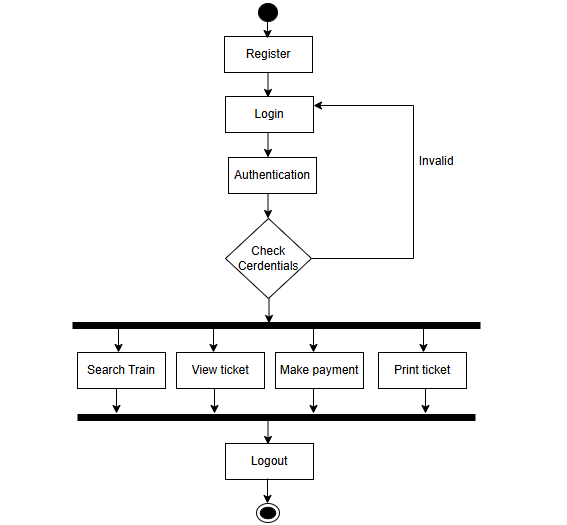 Register
Login
Invalid
Authentication
Check
Cerdentials
Search Train
View ticket
Make payment
Print ticket
Logout